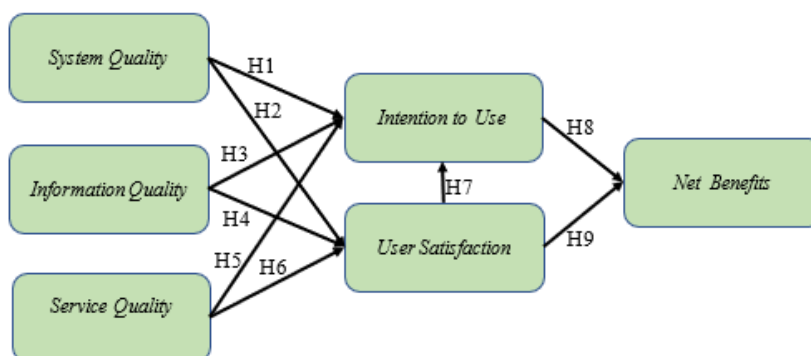 System Quality
H1
H2
Intention to Use
H8
H3
Information Quality
H7
Net Benefits
H4
User Satisfaction
H9
H5
H6
Service Quality